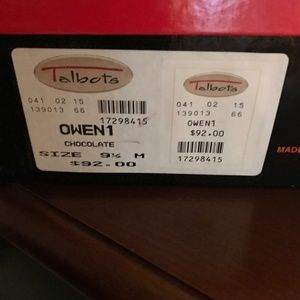 Talbots
041 02 15
139013 66
17298415
OWEN1
CHOCOLATE
SIZE 9½ M
$92.00
Talbots
041 02 15
139013 66
OWEN1
$92.00
17298415
MADE